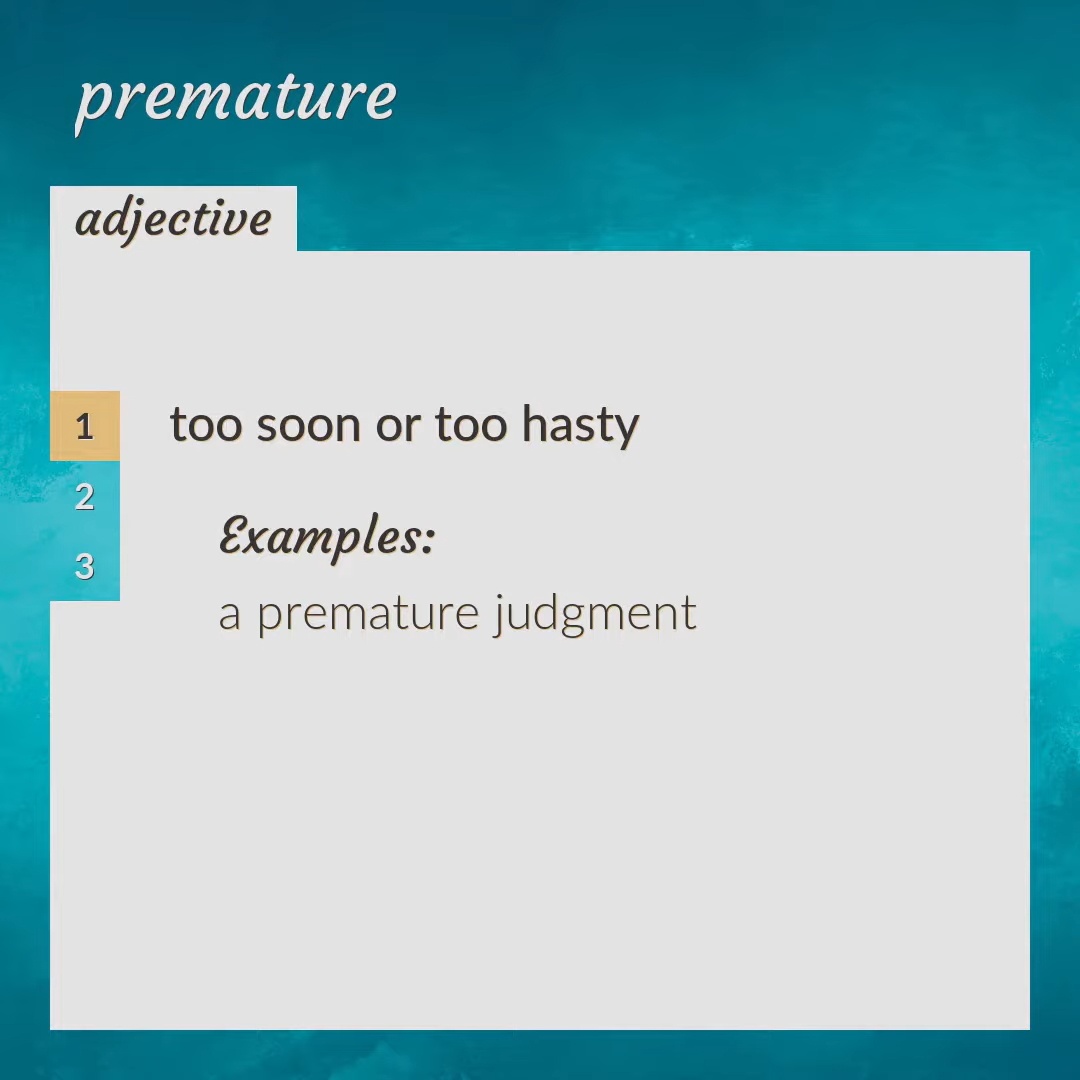 premature
adjective
1
too soon or too hasty
2
3
Examples:
a premature judgment